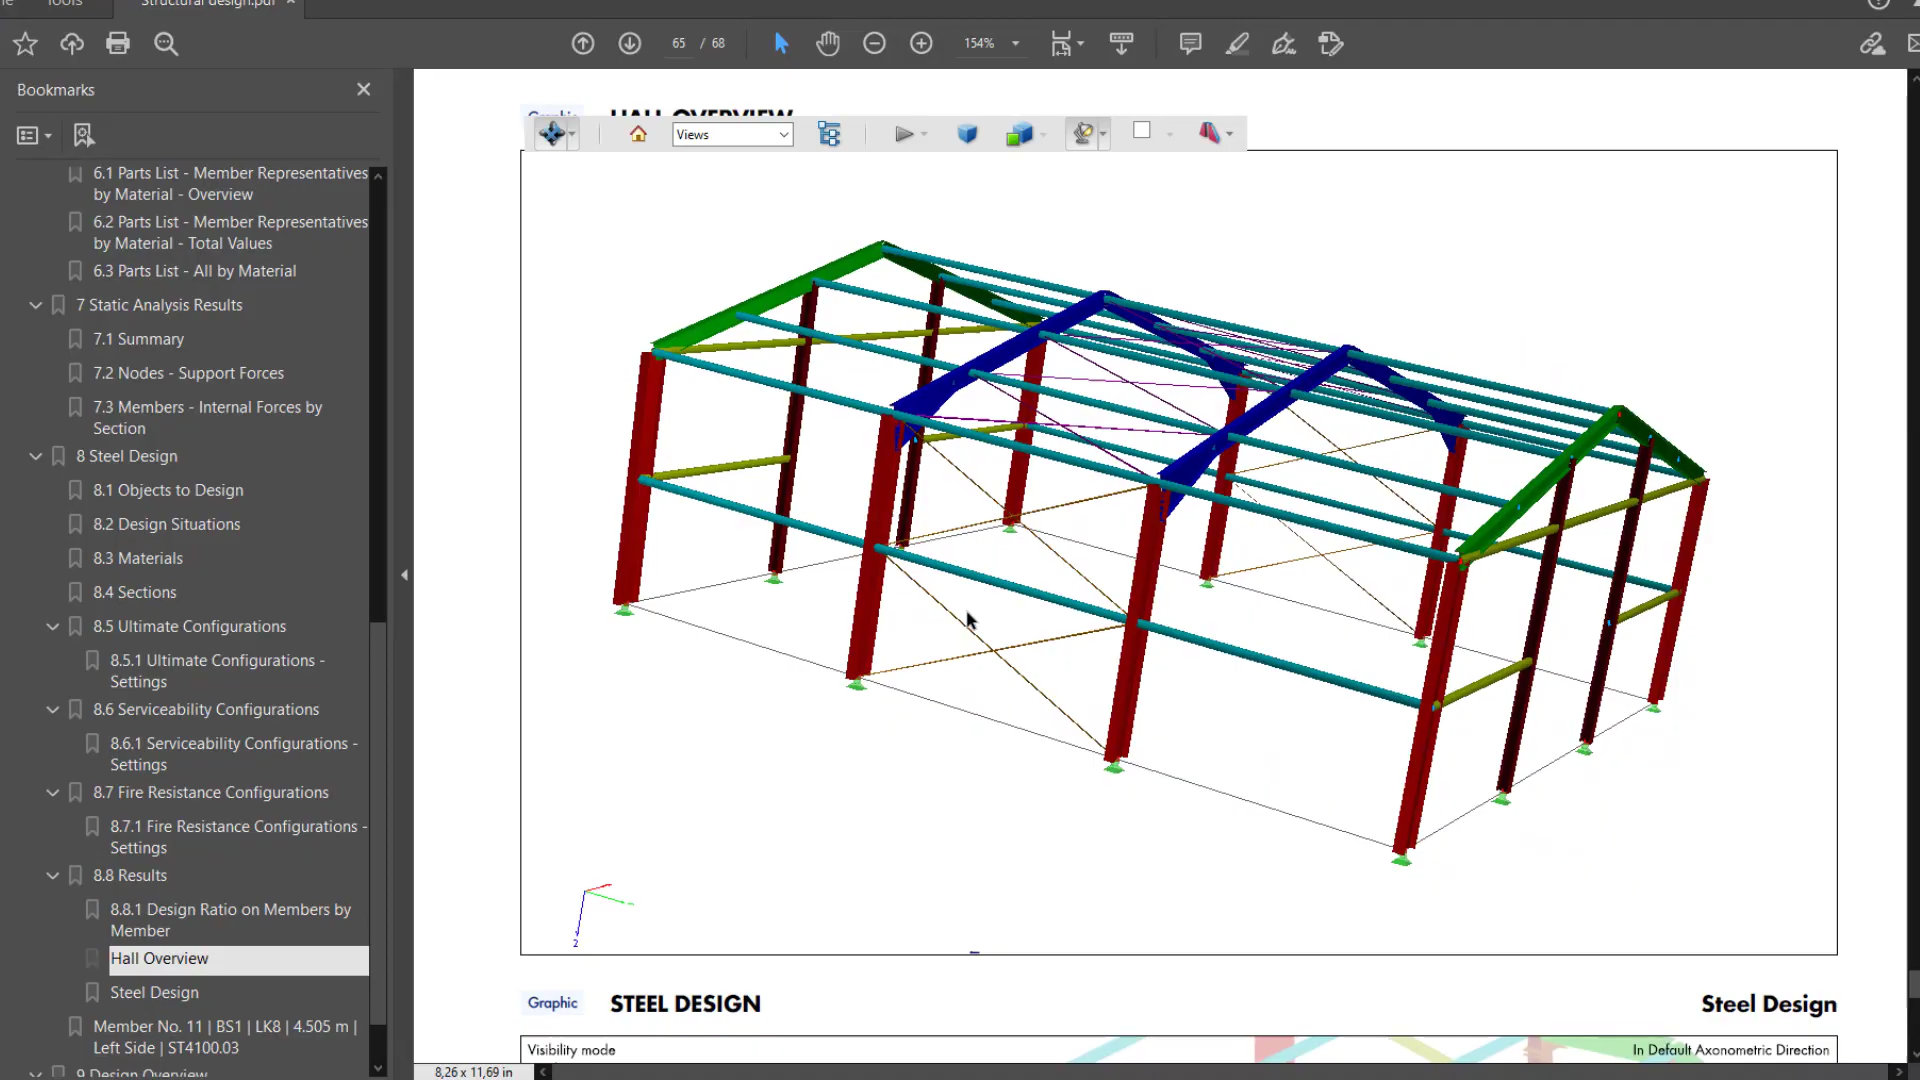 Tools
Structural design.pdf
65 / 68
154%
Bookmarks
6.1 Parts List - Member Representatives
by Material - Overview
6.2 Parts List - Member Representatives
by Material - Total Values
6.3 Parts List - All by Material
7 Static Analysis Results
7.1 Summary
7.2 Nodes - Support Forces
7.3 Members - Internal Forces by
Section
8 Steel Design
8.1 Objects to Design
8.2 Design Situations
8.3 Materials
8.4 Sections
8.5 Ultimate Configurations
8.5.1 Ultimate Configurations -
Settings
8.6 Serviceability Configurations
8.6.1 Serviceability Configurations -
Settings
8.7 Fire Resistance Configurations
8.7.1 Fire Resistance Configurations -
Settings
8.8 Results
8.8.1 Design Ratio on Members by
Member
Hall Overview
Steel Design
Member No. 11 | BS1 | LK8 | 4.505 m |
Left Side | ST4100.03
9 Design Overview
Graphic HALL OVERVIEW
Views
Graphic STEEL DESIGN Steel Design
Visibility mode In Default Axonometric Direction
8,26 x 11,69 in